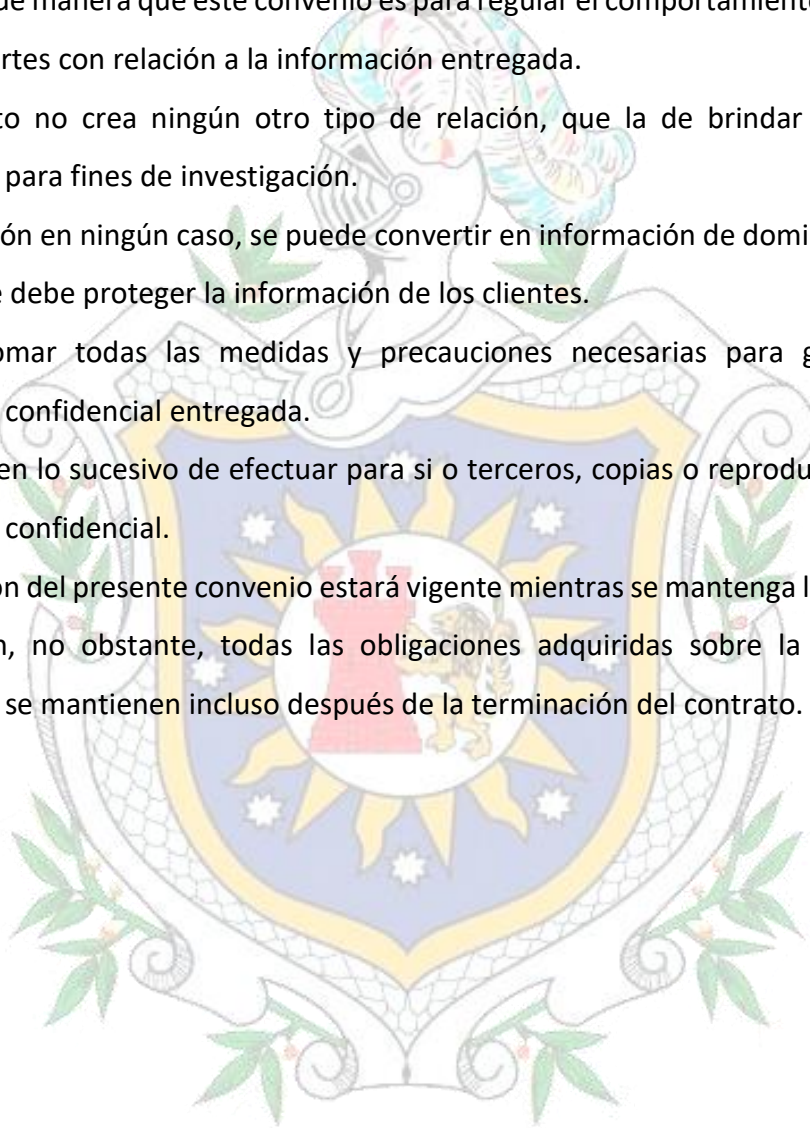 de manera que este convenio es para regular el comportamiento
rtes con relación a la información entregada.
to no crea ningún otro tipo de relación, que la de brindar
para fines de investigación.
ón en ningún caso, se puede convertir en información de domi
e debe proteger la información de los clientes.
omar todas las medidas y precauciones necesarias para g
confidencial entregada.
en lo sucesivo de efectuar para si o terceros, copias o reprodu
confidencial.
ón del presente convenio estará vigente mientras se mantenga l
n, no obstante, todas las obligaciones adquiridas sobre la
se mantienen incluso después de la terminación del contrato.